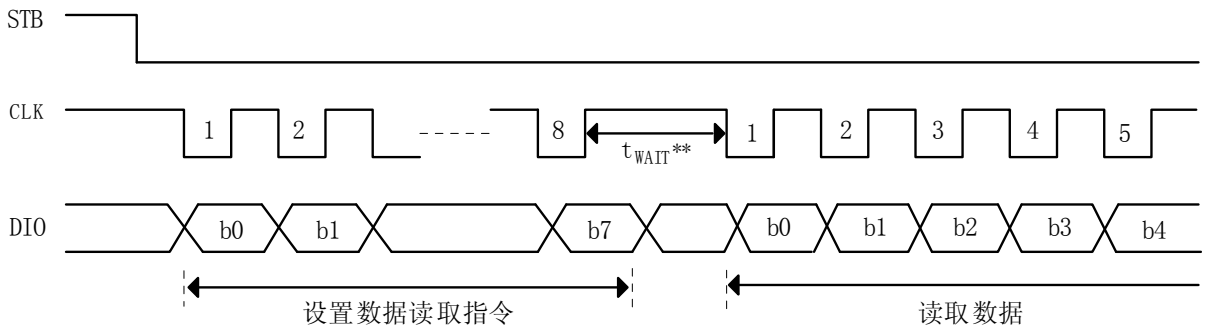 STB
CLK 1 2 8 1 2 3 4 5
t_WAIT**
DIO b0 b1 b7 b0 b1 b2 b3 b4
设置数据读取指令 读取数据